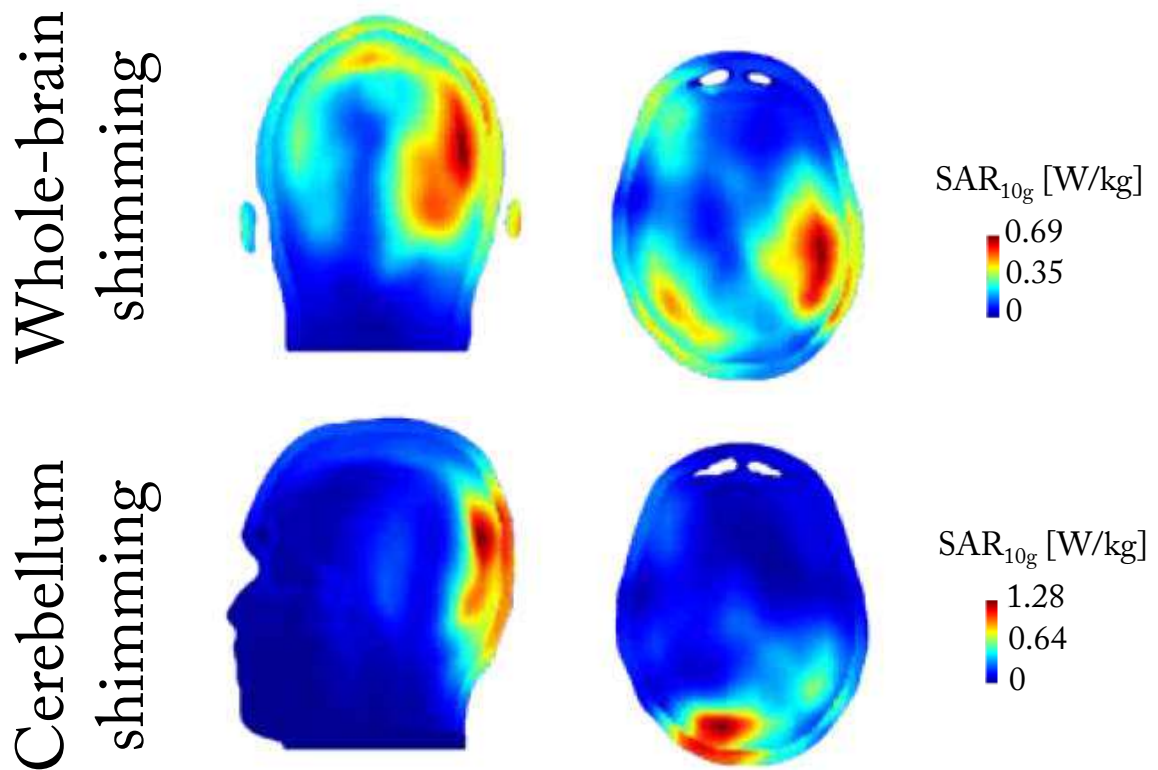 Whole-brain
shimming
SAR10g [W/kg]
0.69
0.35
0
Cerebellum
shimming
SAR10g [W/kg]
1.28
0.64
0